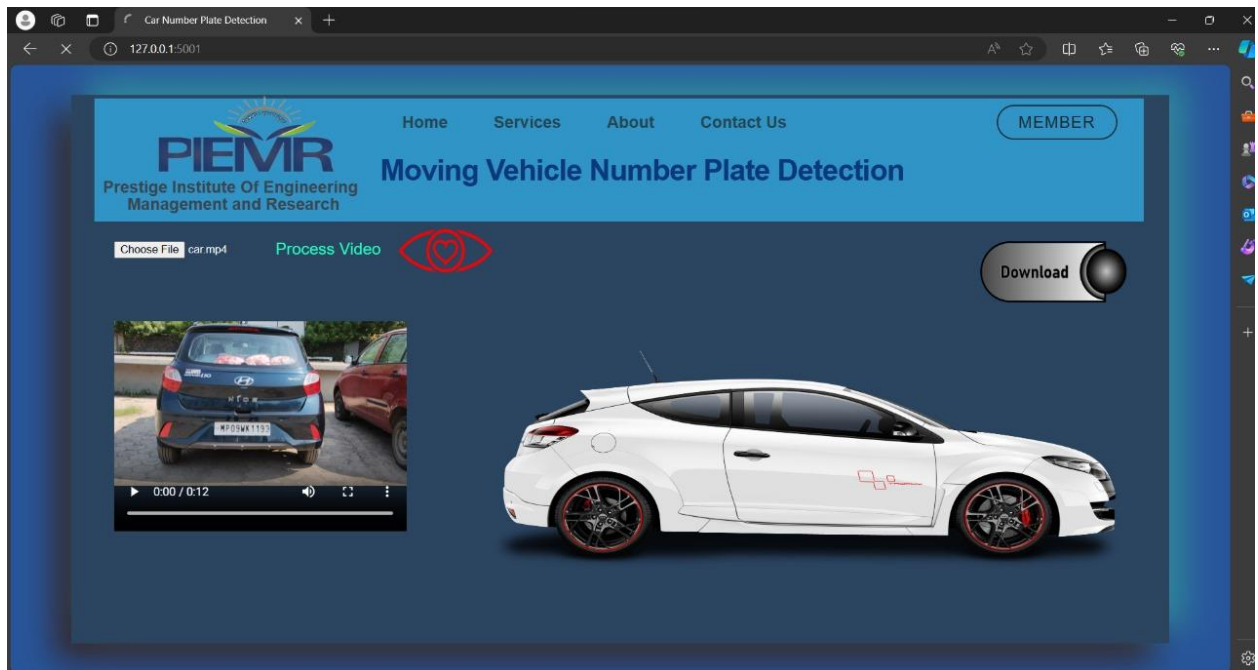 Car Number Plate Detection
127.0.0.1:5001
PIEMR
Prestige Institute Of Engineering
Management and Research
Home Services About Contact Us
MEMBER
Moving Vehicle Number Plate Detection
Choose File car.mp4 Process Video
Download
MP09WK1193
0:00 / 0:12